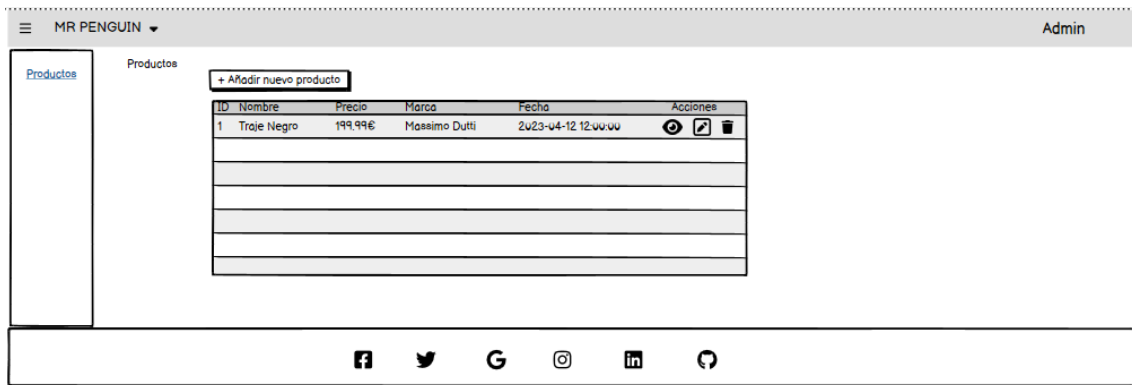 MR PENGUIN
Admin
Productos
Productos
+ Añadir nuevo producto
ID Nombre Precio Marca Fecha Acciones
1 Traje Negro 199.99€ Massimo Dutti 2023-04-12 12:00:00